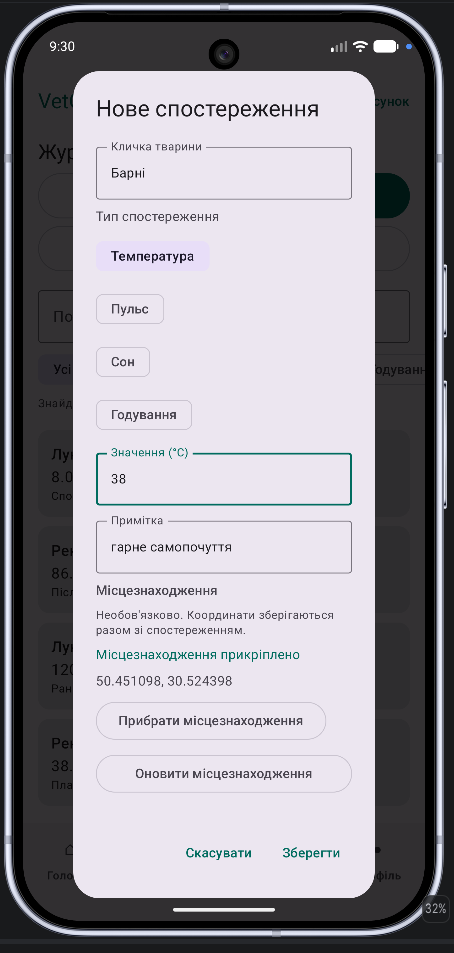 9:30
Нове спостереження
Кличка тварини
Барні
Тип спостереження
Температура
Пульс
Сон
Годування
Значення (°C)
38
Примітка
гарне самопочуття
Місцезнаходження
Необов'язково. Координати зберігаються
разом зі спостереженням.
Місцезнаходження прикріплено
50.451098, 30.524398
Прибрати місцезнаходження
Оновити місцезнаходження
Скасувати
Зберегти
Усі
32%